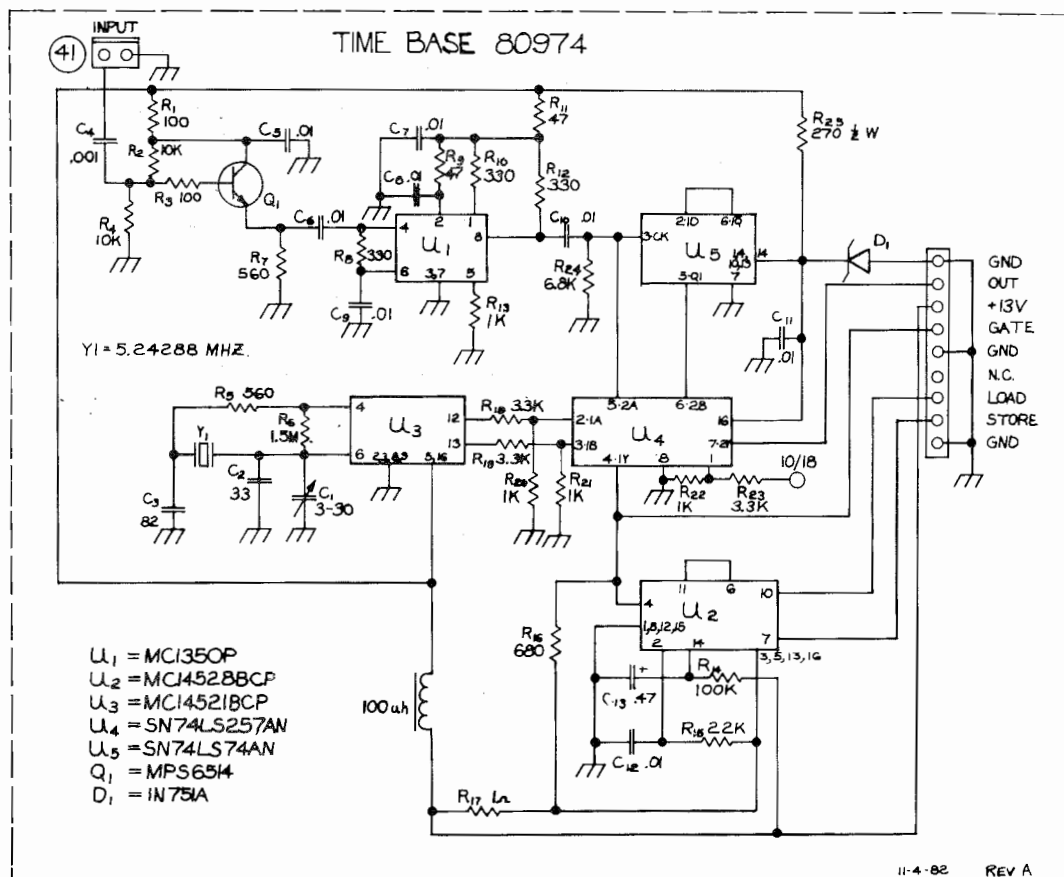 TIME BASE 80974
INPUT
41
R1
100
C4
.001
R2
10K
C5 .01
R3 100
Q1
R4
10K
R7
560
C6 .01
C7 .01
R9
47
C8 .01
R10
330
R11
47
R12
330
R8
330
C9 .01
4
2
1
8
U1
6
3,7
5
R13
1K
C10 .01
R24
6.8K
2·1D
6·1Q
3·CK
U5
14
5·Q1
7
R25
270 ½ W
D1
C11
.01
GND
OUT
+13V
GATE
GND
N.C.
LOAD
STORE
GND
Y1 = 5.24288 MHZ.
R5 560
R6
1.5M
Y1
C2
33
C1
3-30
C3
82
4
U3
12
13
6
2,3,8,9
5,16
R18 3.3K
R19 3.3K
R20
1K
R21
1K
5·2A
6·2B
16
2·1A
U4
3·1B
4·1Y
8
1
R22
1K
R23
3.3K
10/18
R16
680
11
6
10
4
U2
1,8,12,15
2
14
7
3,5,13,16
C13 + .47
R14
100K
R15 22K
C12 .01
100uh
R17 1Ω
U1 = MC1350P
U2 = MC14528BCP
U3 = MC14521BCP
U4 = SN74LS257AN
U5 = SN74LS74AN
Q1 = MPS6514
D1 = IN751A
11-4-82 REV A